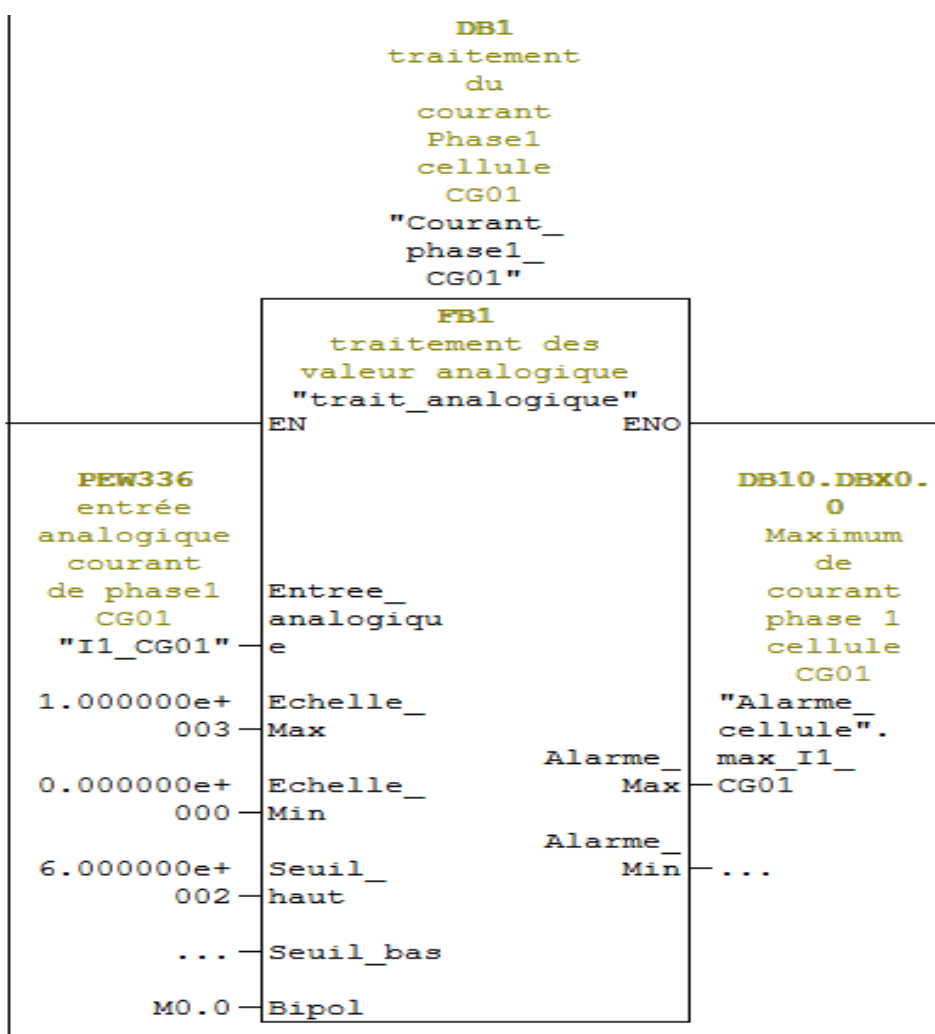 DB1
traitement
du
courant
Phase1
cellule
CG01
"Courant_
phase1_
CG01"
FB1
traitement des
valeur analogique
"trait_analogique"
EN
ENO
PEW336
entrée
analogique
courant
de phase1
CG01
"I1_CG01"
Entree_
analogiqu
e
1.000000e+
003
Echelle_
Max
0.000000e+
000
Echelle_
Min
6.000000e+
002
Seuil_
haut
...
Seuil_bas
M0.0
Bipol
Alarme_
Max
Alarme_
Min
DB10.DBX0.
0
Maximum
de
courant
phase 1
cellule
CG01
"Alarme_
cellule".
max_I1_
CG01
...